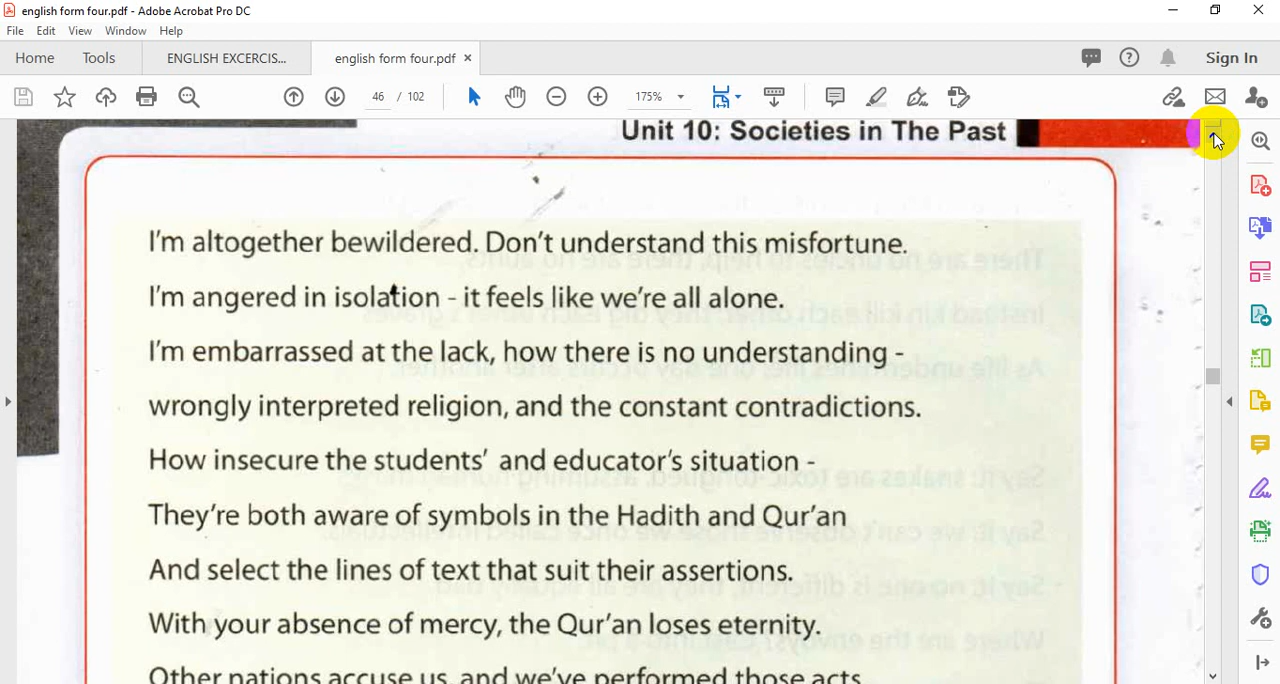 english form four.pdf - Adobe Acrobat Pro DC
File Edit View Window Help
Home Tools ENGLISH EXCERCIS... english form four.pdf × Sign In
46 / 102 175%
Unit 10: Societies in The Past
I'm altogether bewildered. Don't understand this misfortune.
I'm angered in isolation - it feels like we're all alone.
I'm embarrassed at the lack, how there is no understanding -
wrongly interpreted religion, and the constant contradictions.
How insecure the students' and educator's situation -
They're both aware of symbols in the Hadith and Qur'an
And select the lines of text that suit their assertions.
With your absence of mercy, the Qur'an loses eternity.
Other nations accuse us, and we've performed those acts